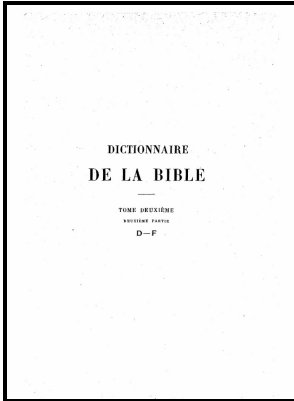 DICTIONNAIRE
DE LA BIBLE
TOME DEUXIÈME
DEUXIÈME PARTIE
D—F